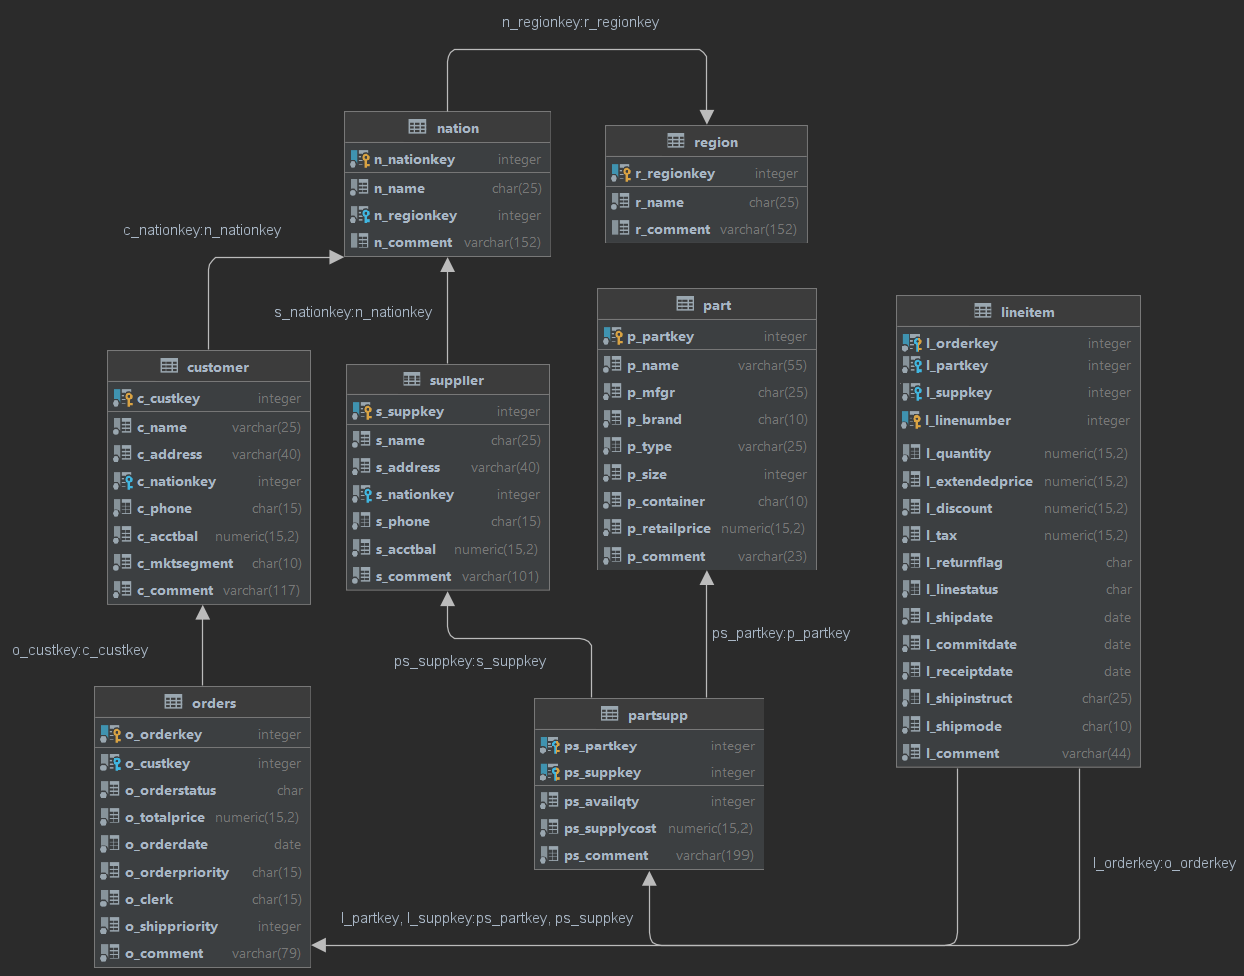 n_regionkey:r_regionkey
nation
n_nationkey integer
n_name char(25)
n_regionkey integer
n_comment varchar(152)
region
r_regionkey integer
r_name char(25)
r_comment varchar(152)
c_nationkey:n_nationkey
s_nationkey:n_nationkey
customer
c_custkey integer
c_name varchar(25)
c_address varchar(40)
c_nationkey integer
c_phone char(15)
c_acctbal numeric(15,2)
c_mktsegment char(10)
c_comment varchar(117)
supplier
s_suppkey integer
s_name char(25)
s_address varchar(40)
s_nationkey integer
s_phone char(15)
s_acctbal numeric(15,2)
s_comment varchar(101)
part
p_partkey integer
p_name varchar(55)
p_mfgr char(25)
p_brand char(10)
p_type varchar(25)
p_size integer
p_container char(10)
p_retailprice numeric(15,2)
p_comment varchar(23)
lineitem
l_orderkey integer
l_partkey integer
l_suppkey integer
l_linenumber integer
l_quantity numeric(15,2)
l_extendedprice numeric(15,2)
l_discount numeric(15,2)
l_tax numeric(15,2)
l_returnflag char
l_linestatus char
l_shipdate date
l_commitdate date
l_receiptdate date
l_shipinstruct char(25)
l_shipmode char(10)
l_comment varchar(44)
o_custkey:c_custkey
ps_suppkey:s_suppkey
ps_partkey:p_partkey
orders
o_orderkey integer
o_custkey integer
o_orderstatus char
o_totalprice numeric(15,2)
o_orderdate date
o_orderpriority char(15)
o_clerk char(15)
o_shippriority integer
o_comment varchar(79)
partsupp
ps_partkey integer
ps_suppkey integer
ps_availqty integer
ps_supplycost numeric(15,2)
ps_comment varchar(199)
l_orderkey:o_orderkey
l_partkey, l_suppkey:ps_partkey, ps_suppkey